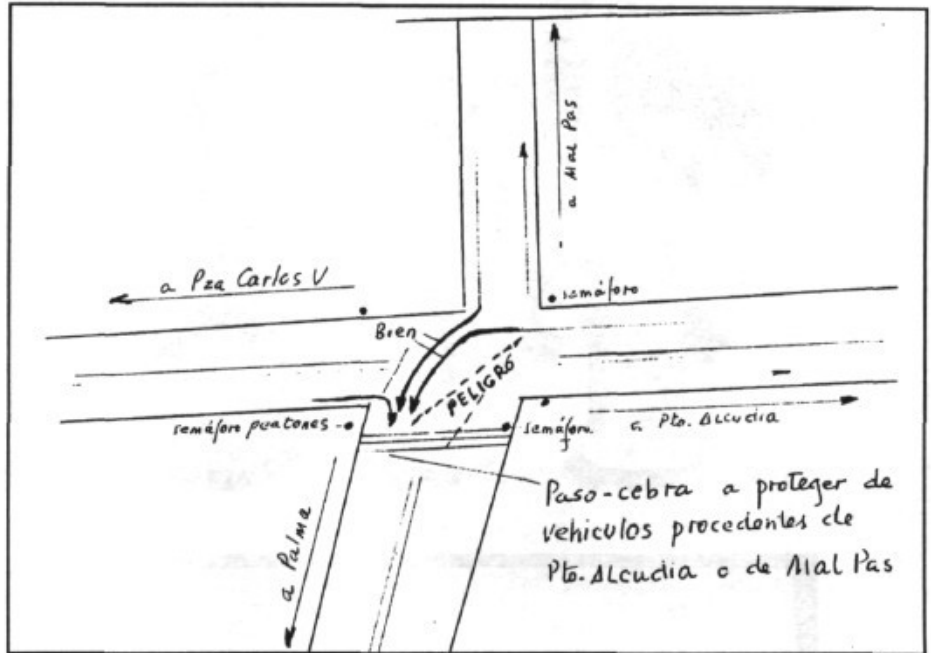 a Mal Pas
a Pza Carlos V
semáforo
Bien
PELIGRO
semáforo peatones
semáforo
a Pto. ALcudia
a Palma
Paso-cebra a proteger de
vehiculos procedentes de
Pto. ALcudia o de Mal Pas